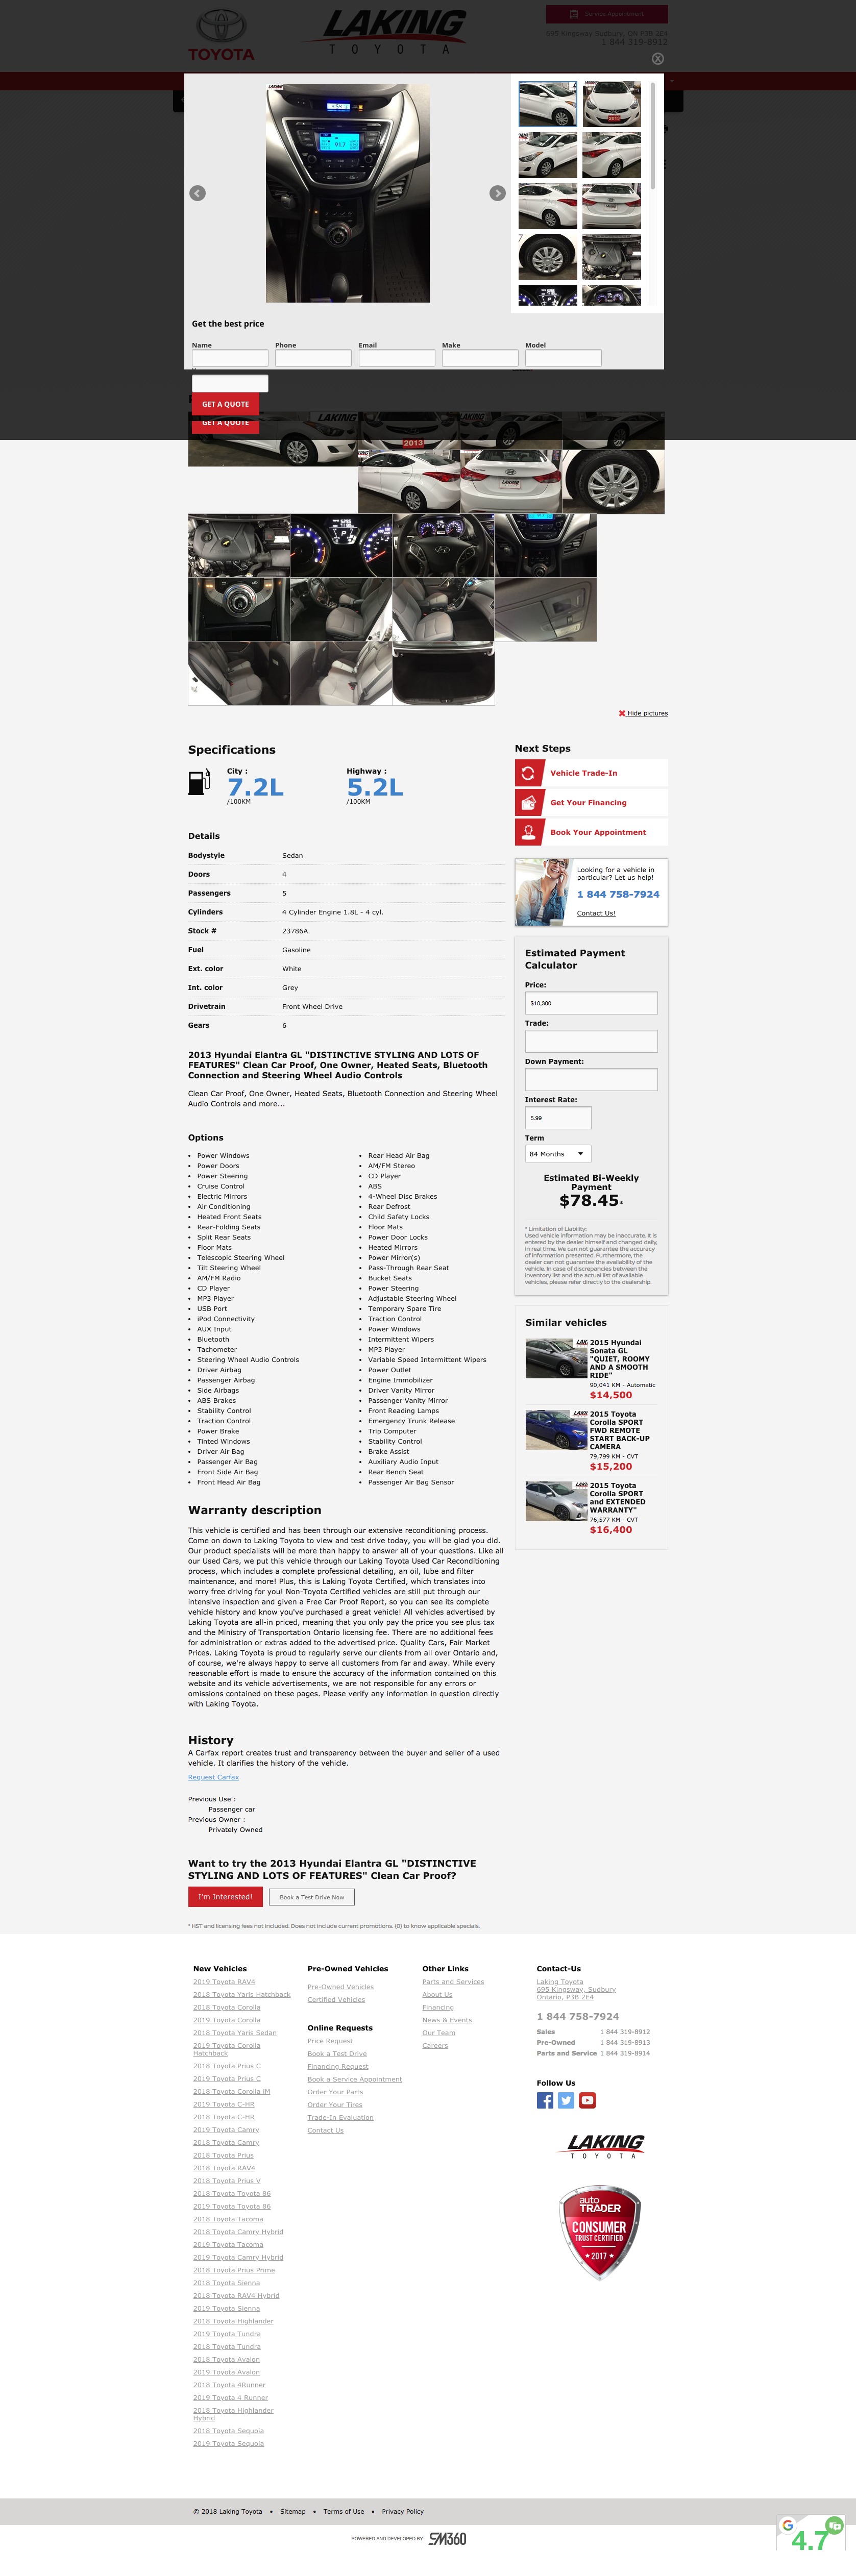 TOYOTA
LAKING
TOYOTA
Service Appointment
695 Kingsway Sudbury, ON P3B 2E4
1 844 319-8912
Get the best price
Name
Phone
Email
Make
Model
GET A QUOTE
GET A QUOTE
Hide pictures
Specifications
City :
7.2L
/100KM
Highway :
5.2L
/100KM
Details
Bodystyle Sedan
Doors 4
Passengers 5
Cylinders 4 Cylinder Engine 1.8L - 4 cyl.
Stock # 23786A
Fuel Gasoline
Ext. color White
Int. color Grey
Drivetrain Front Wheel Drive
Gears 6
2013 Hyundai Elantra GL "DISTINCTIVE STYLING AND LOTS OF
FEATURES" Clean Car Proof, One Owner, Heated Seats, Bluetooth
Connection and Steering Wheel Audio Controls
Clean Car Proof, One Owner, Heated Seats, Bluetooth Connection and Steering Wheel
Audio Controls and more...
Options
Power Windows
Power Doors
Power Steering
Cruise Control
Electric Mirrors
Air Conditioning
Heated Front Seats
Rear-Folding Seats
Split Rear Seats
Floor Mats
Telescopic Steering Wheel
Tilt Steering Wheel
AM/FM Radio
CD Player
MP3 Player
USB Port
iPod Connectivity
AUX Input
Bluetooth
Tachometer
Steering Wheel Audio Controls
Driver Airbag
Passenger Airbag
Side Airbags
ABS Brakes
Stability Control
Traction Control
Power Brake
Tinted Windows
Driver Air Bag
Passenger Air Bag
Front Side Air Bag
Front Head Air Bag
Rear Head Air Bag
AM/FM Stereo
CD Player
ABS
4-Wheel Disc Brakes
Rear Defrost
Child Safety Locks
Floor Mats
Power Door Locks
Heated Mirrors
Power Mirror(s)
Pass-Through Rear Seat
Bucket Seats
Power Steering
Adjustable Steering Wheel
Temporary Spare Tire
Traction Control
Power Windows
Intermittent Wipers
MP3 Player
Variable Speed Intermittent Wipers
Power Outlet
Engine Immobilizer
Driver Vanity Mirror
Passenger Vanity Mirror
Front Reading Lamps
Emergency Trunk Release
Trip Computer
Stability Control
Brake Assist
Auxiliary Audio Input
Rear Bench Seat
Passenger Air Bag Sensor
Warranty description
This vehicle is certified and has been through our extensive reconditioning process.
Come on down to Laking Toyota to view and test drive today, you will be glad you did.
Our product specialists will be more than happy to answer all of your questions. Like all
our Used Cars, we put this vehicle through our Laking Toyota Used Car Reconditioning
process, which includes a complete professional detailing, an oil, lube and filter
maintenance, and more! Plus, this is Laking Toyota Certified, which translates into
worry free driving for you! Non-Toyota Certified vehicles are still put through our
intensive inspection and given a Free Car Proof Report, so you can see its complete
vehicle history and know you've purchased a great vehicle! All vehicles advertised by
Laking Toyota are all-in priced, meaning that you only pay the price you see plus tax
and the Ministry of Transportation Ontario licensing fee. There are no additional fees
for administration or extras added to the advertised price. Quality Cars, Fair Market
Prices. Laking Toyota is proud to regularly serve our clients from all over Ontario and,
of course, we're always happy to serve all customers from far and away. While every
reasonable effort is made to ensure the accuracy of the information contained on this
website and its vehicle advertisements, we are not responsible for any errors or
omissions contained on these pages. Please verify any information in question directly
with Laking Toyota.
History
A Carfax report creates trust and transparency between the buyer and seller of a used
vehicle. It clarifies the history of the vehicle.
Request Carfax
Previous Use :
Passenger car
Previous Owner :
Privately Owned
Want to try the 2013 Hyundai Elantra GL "DISTINCTIVE
STYLING AND LOTS OF FEATURES" Clean Car Proof?
I'm Interested!
Book a Test Drive Now
* HST and licensing fees not included. Does not include current promotions. {0} to know applicable specials.
Next Steps
Vehicle Trade-In
Get Your Financing
Book Your Appointment
Looking for a vehicle in
particular? Let us help!
1 844 758-7924
Contact Us!
Estimated Payment
Calculator
Price:
$10,300
Trade:
Down Payment:
Interest Rate:
5.99
Term
84 Months
Estimated Bi-Weekly
Payment
$78.45*
* Limitation of Liability:
Used vehicle information may be inaccurate. It is
entered by the dealer himself and changed daily,
in real time. We can not guarantee the accuracy
of information presented. Furthermore, the
dealer can not guarantee the availability of the
vehicle. In case of discrepancies between the
inventory list and the actual list of available
vehicles, please refer directly to the dealership.
Similar vehicles
2015 Hyundai
Sonata GL
"QUIET, ROOMY
AND A SMOOTH
RIDE"
90,041 KM - Automatic
$14,500
2015 Toyota
Corolla SPORT
FWD REMOTE
START BACK-UP
CAMERA
79,799 KM - CVT
$15,200
2015 Toyota
Corolla SPORT
and EXTENDED
WARRANTY"
76,577 KM - CVT
$16,400
New Vehicles
2019 Toyota RAV4
2018 Toyota Yaris Hatchback
2018 Toyota Corolla
2019 Toyota Corolla
2018 Toyota Yaris Sedan
2019 Toyota Corolla
Hatchback
2018 Toyota Prius C
2019 Toyota Prius C
2018 Toyota Corolla iM
2019 Toyota C-HR
2018 Toyota C-HR
2019 Toyota Camry
2018 Toyota Camry
2018 Toyota Prius
2018 Toyota RAV4
2018 Toyota Prius V
2018 Toyota Toyota 86
2019 Toyota Toyota 86
2018 Toyota Tacoma
2018 Toyota Camry Hybrid
2019 Toyota Tacoma
2019 Toyota Camry Hybrid
2018 Toyota Prius Prime
2018 Toyota Sienna
2018 Toyota RAV4 Hybrid
2019 Toyota Sienna
2018 Toyota Highlander
2019 Toyota Tundra
2018 Toyota Tundra
2018 Toyota Avalon
2019 Toyota Avalon
2018 Toyota 4Runner
2019 Toyota 4 Runner
2018 Toyota Highlander
Hybrid
2018 Toyota Sequoia
2019 Toyota Sequoia
Pre-Owned Vehicles
Pre-Owned Vehicles
Certified Vehicles
Online Requests
Price Request
Book a Test Drive
Financing Request
Book a Service Appointment
Order Your Parts
Order Your Tires
Trade-In Evaluation
Contact Us
Other Links
Parts and Services
About Us
Financing
News & Events
Our Team
Careers
Contact-Us
Laking Toyota
695 Kingsway, Sudbury
Ontario, P3B 2E4
1 844 758-7924
Sales 1 844 319-8912
Pre-Owned 1 844 319-8913
Parts and Service 1 844 319-8914
Follow Us
LAKING
TOYOTA
auto
TRADER
CONSUMER
TRUST CERTIFIED
2017
© 2018 Laking Toyota • Sitemap • Terms of Use • Privacy Policy
POWERED AND DEVELOPED BY SM360
4.7